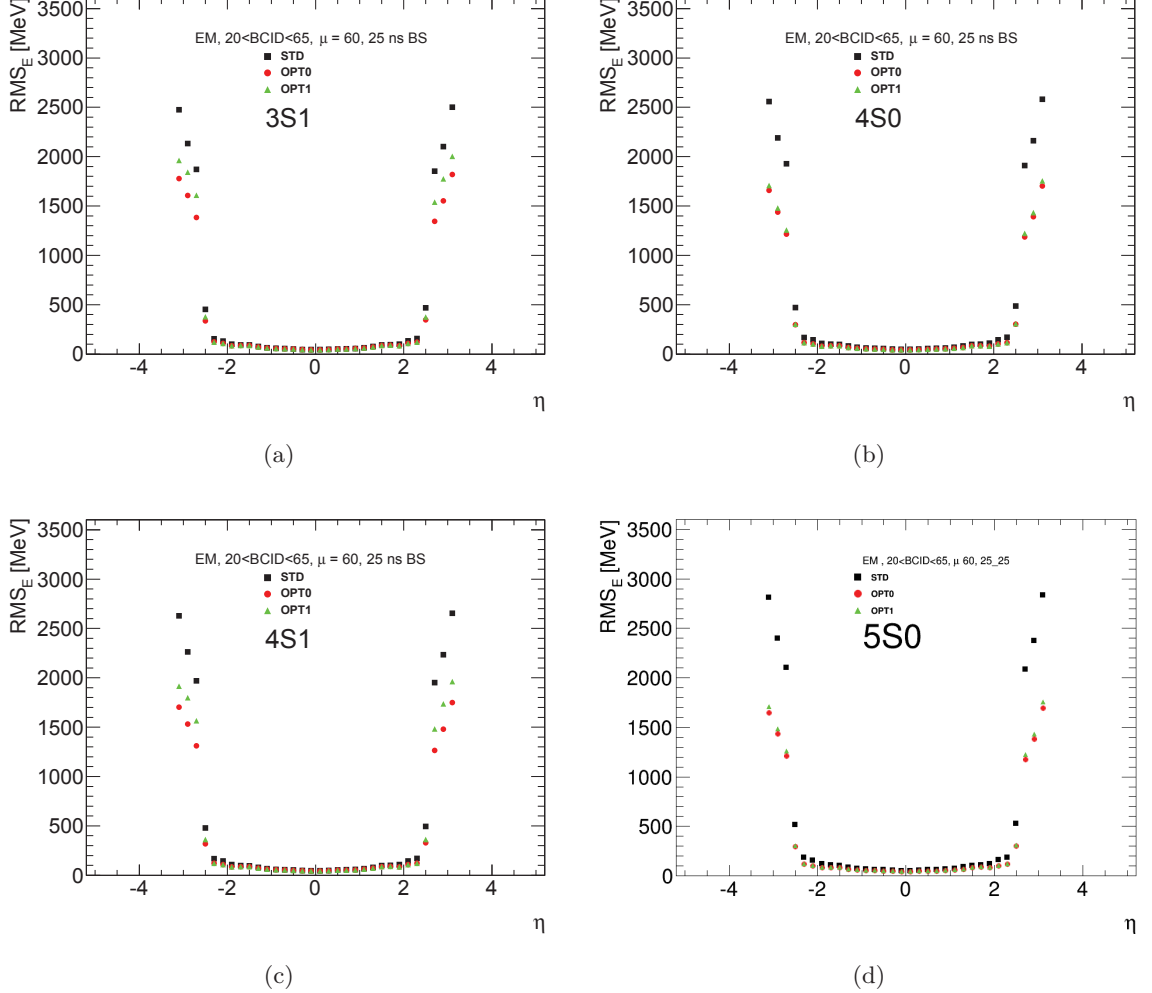 3500
3000
2500
2000
1500
1000
500
0
RMS_E [MeV]
EM, 20<BCID<65, μ = 60, 25 ns BS
STD
OPT0
OPT1
3S1
-4 -2 0 2 4
η
(a)
3500
3000
2500
2000
1500
1000
500
0
RMS_E [MeV]
EM, 20<BCID<65, μ = 60, 25 ns BS
STD
OPT0
OPT1
4S0
-4 -2 0 2 4
η
(b)
3500
3000
2500
2000
1500
1000
500
0
RMS_E [MeV]
EM, 20<BCID<65, μ = 60, 25 ns BS
STD
OPT0
OPT1
4S1
-4 -2 0 2 4
η
(c)
3500
3000
2500
2000
1500
1000
500
0
RMS_E [MeV]
EM , 20<BCID<65, μ 60, 25_25
STD
OPT0
OPT1
5S0
-4 -2 0 2 4
η
(d)